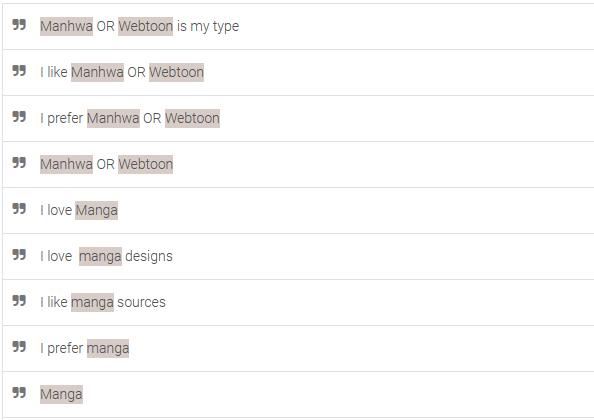 Manhwa OR Webtoon is my type
I like Manhwa OR Webtoon
I prefer Manhwa OR Webtoon
Manhwa OR Webtoon
I love Manga
I love  manga designs
I like manga sources
I prefer manga
Manga